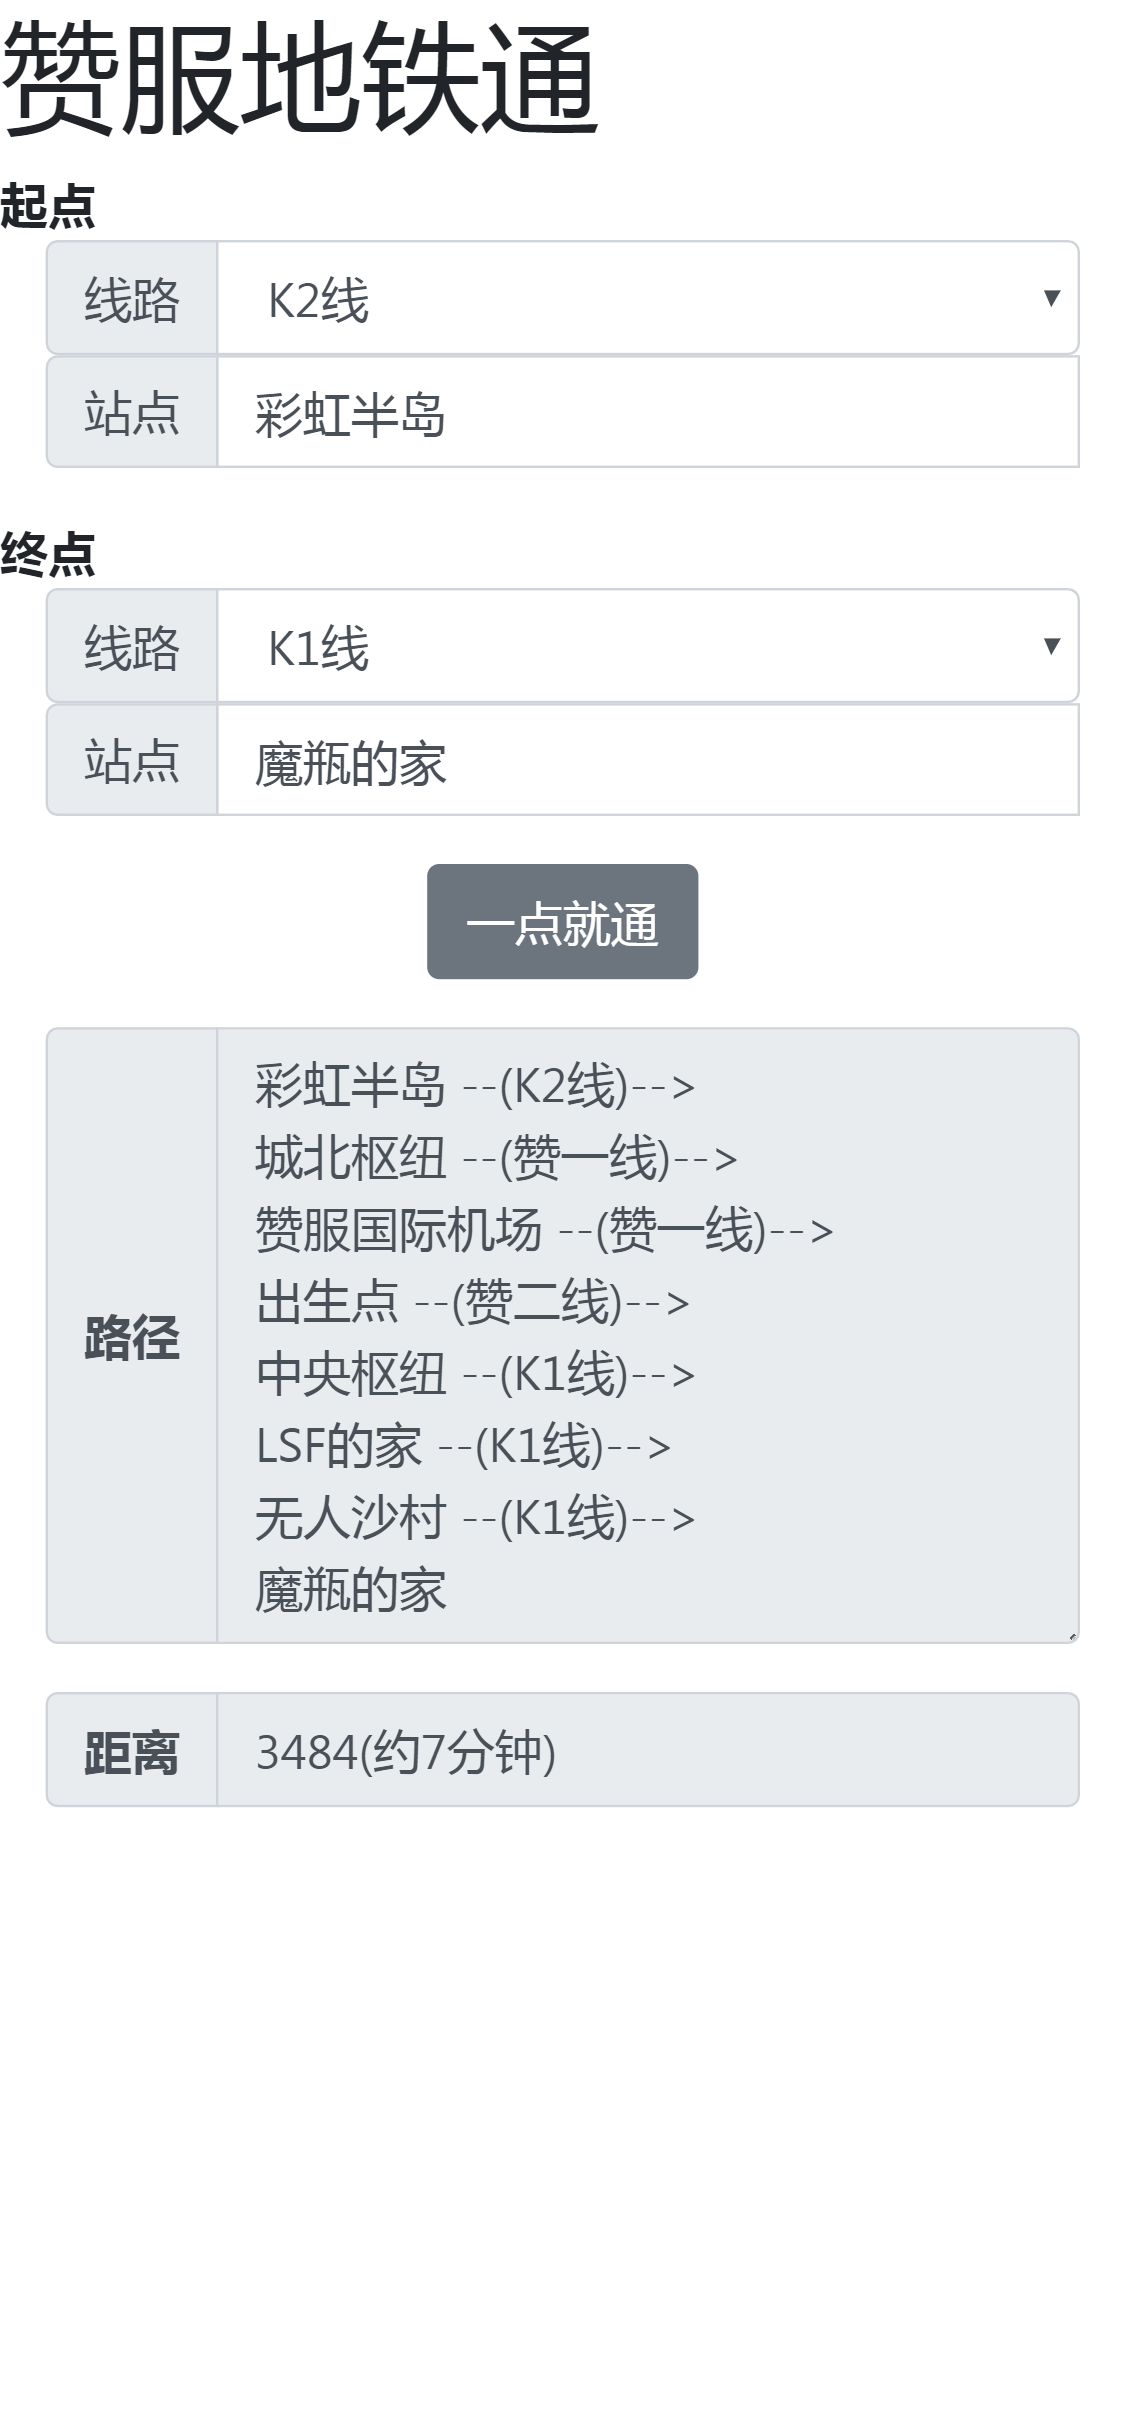 赞服地铁通
起点
线路 K2线
站点 彩虹半岛
终点
线路 K1线
站点 魔瓶的家
一点就通
彩虹半岛 --(K2线)-->
城北枢纽 --(赞一线)-->
赞服国际机场 --(赞一线)-->
出生点 --(赞二线)-->
路径
中央枢纽 --(K1线)-->
LSF的家 --(K1线)-->
无人沙村 --(K1线)-->
魔瓶的家
距离 3484(约7分钟)